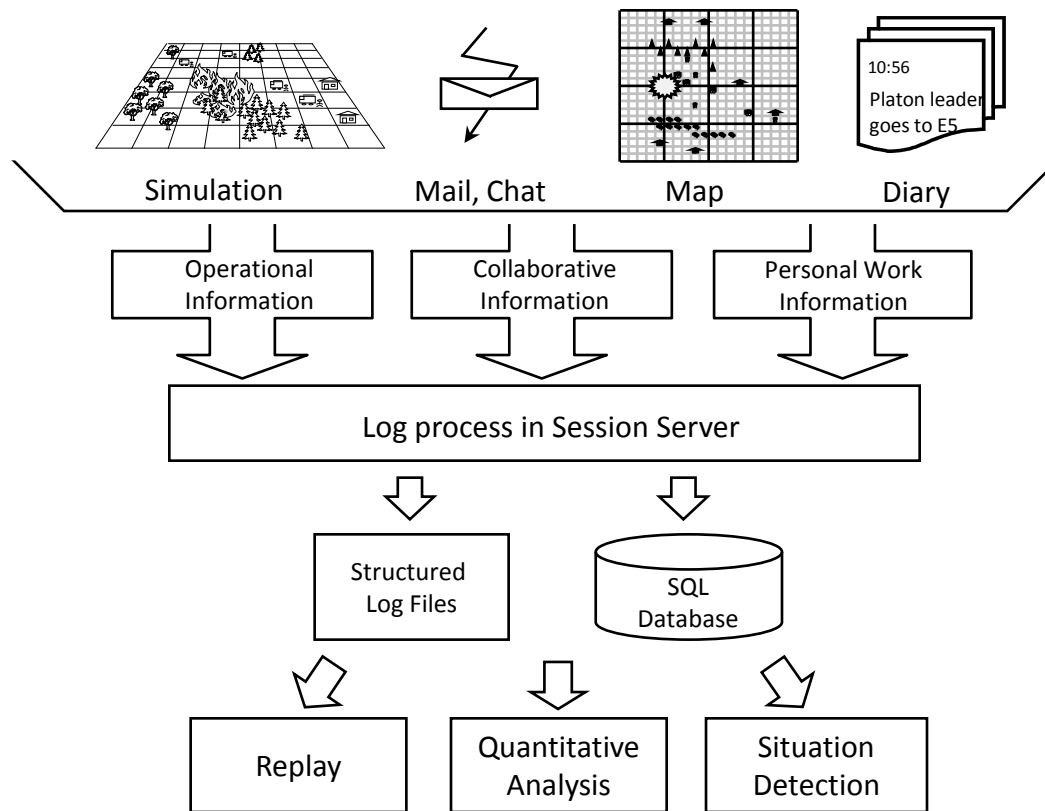 10:56
Platon leader
goes to E5
Simulation
Mail, Chat
Map
Diary
Operational
Information
Collaborative
Information
Personal Work
Information
Log process in Session Server
Structured
Log Files
SQL
Database
Replay
Quantitative
Analysis
Situation
Detection